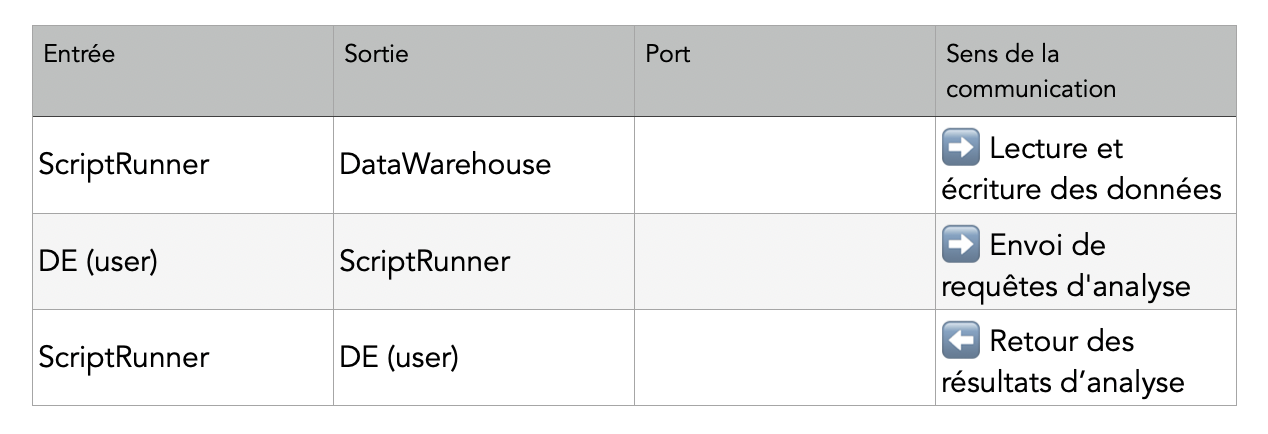 Entrée
Sortie
Port
Sens de la
communication
ScriptRunner
DataWarehouse
➡️ Lecture et
écriture des données
DE (user)
ScriptRunner
➡️ Envoi de
requêtes d'analyse
ScriptRunner
DE (user)
⬅️ Retour des
résultats d’analyse